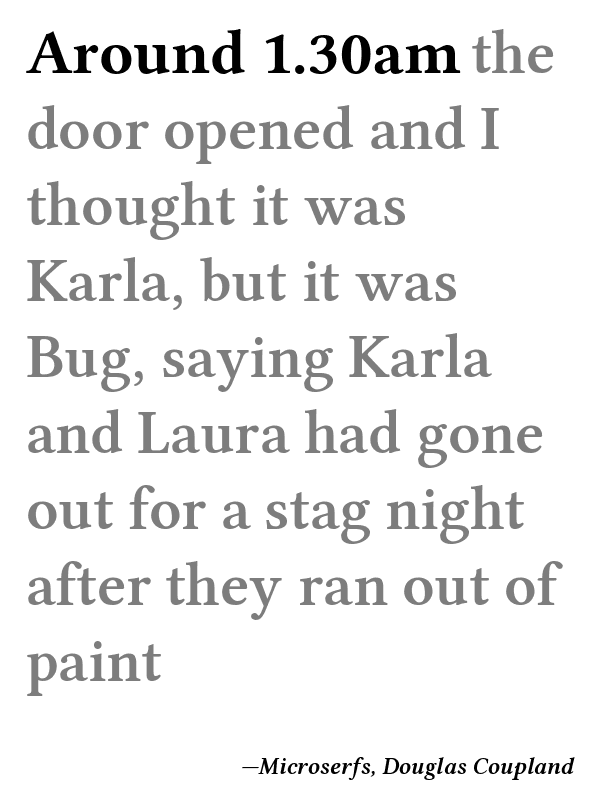 Around 1.30am the
door opened and I
thought it was
Karla, but it was
Bug, saying Karla
and Laura had gone
out for a stag night
after they ran out of
paint
—Microserfs, Douglas Coupland